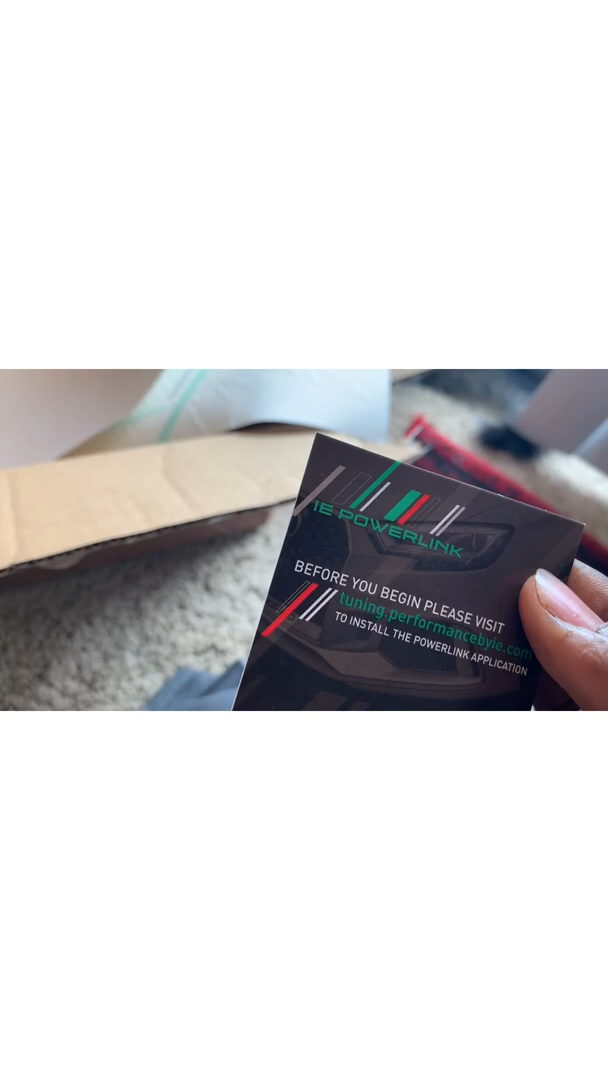 IE POWERLINK
BEFORE YOU BEGIN PLEASE VISIT
tuning.performancebyie.com
TO INSTALL THE POWERLINK APPLICATION